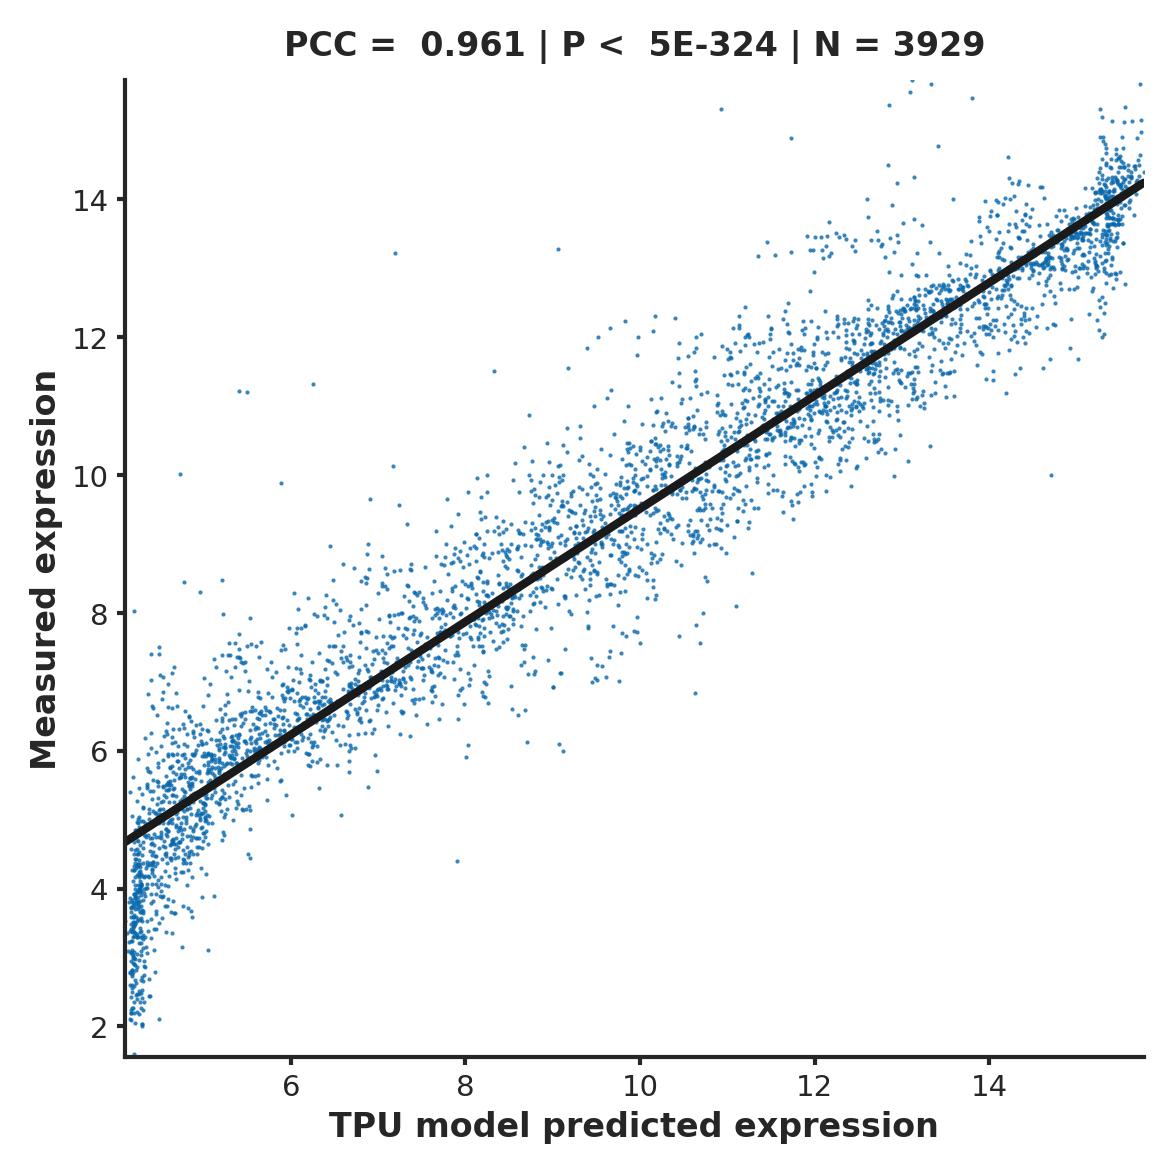 PCC =  0.961 | P <  5E-324 | N = 3929
14
12
10
8
6
4
2
Measured expression
6 8 10 12 14
TPU model predicted expression